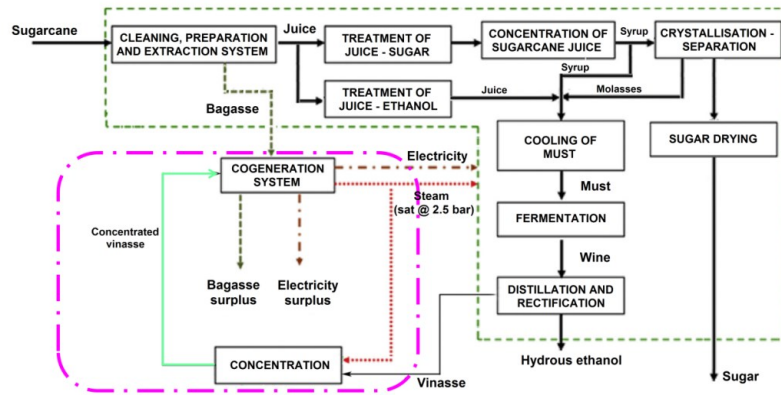 Sugarcane
CLEANING, PREPARATION
AND EXTRACTION SYSTEM
Juice
TREATMENT OF
JUICE - SUGAR
CONCENTRATION OF
SUGARCANE JUICE
Syrup
CRYSTALLISATION -
SEPARATION
Syrup
TREATMENT OF
JUICE - ETHANOL
Juice
Molasses
Bagasse
COOLING OF
MUST
SUGAR DRYING
COGENERATION
SYSTEM
Electricity
Steam
(sat @ 2.5 bar)
Must
FERMENTATION
Concentrated
vinasse
Wine
Bagasse
surplus
Electricity
surplus
DISTILLATION AND
RECTIFICATION
CONCENTRATION
Vinasse
Hydrous ethanol
Sugar